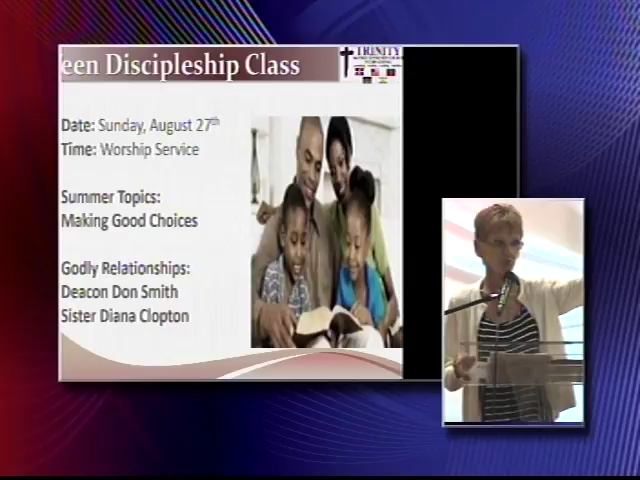 een Discipleship Class
TRINITY
Date: Sunday, August 27th
Time: Worship Service
Summer Topics:
Making Good Choices
Godly Relationships:
Deacon Don Smith
Sister Diana Clopton